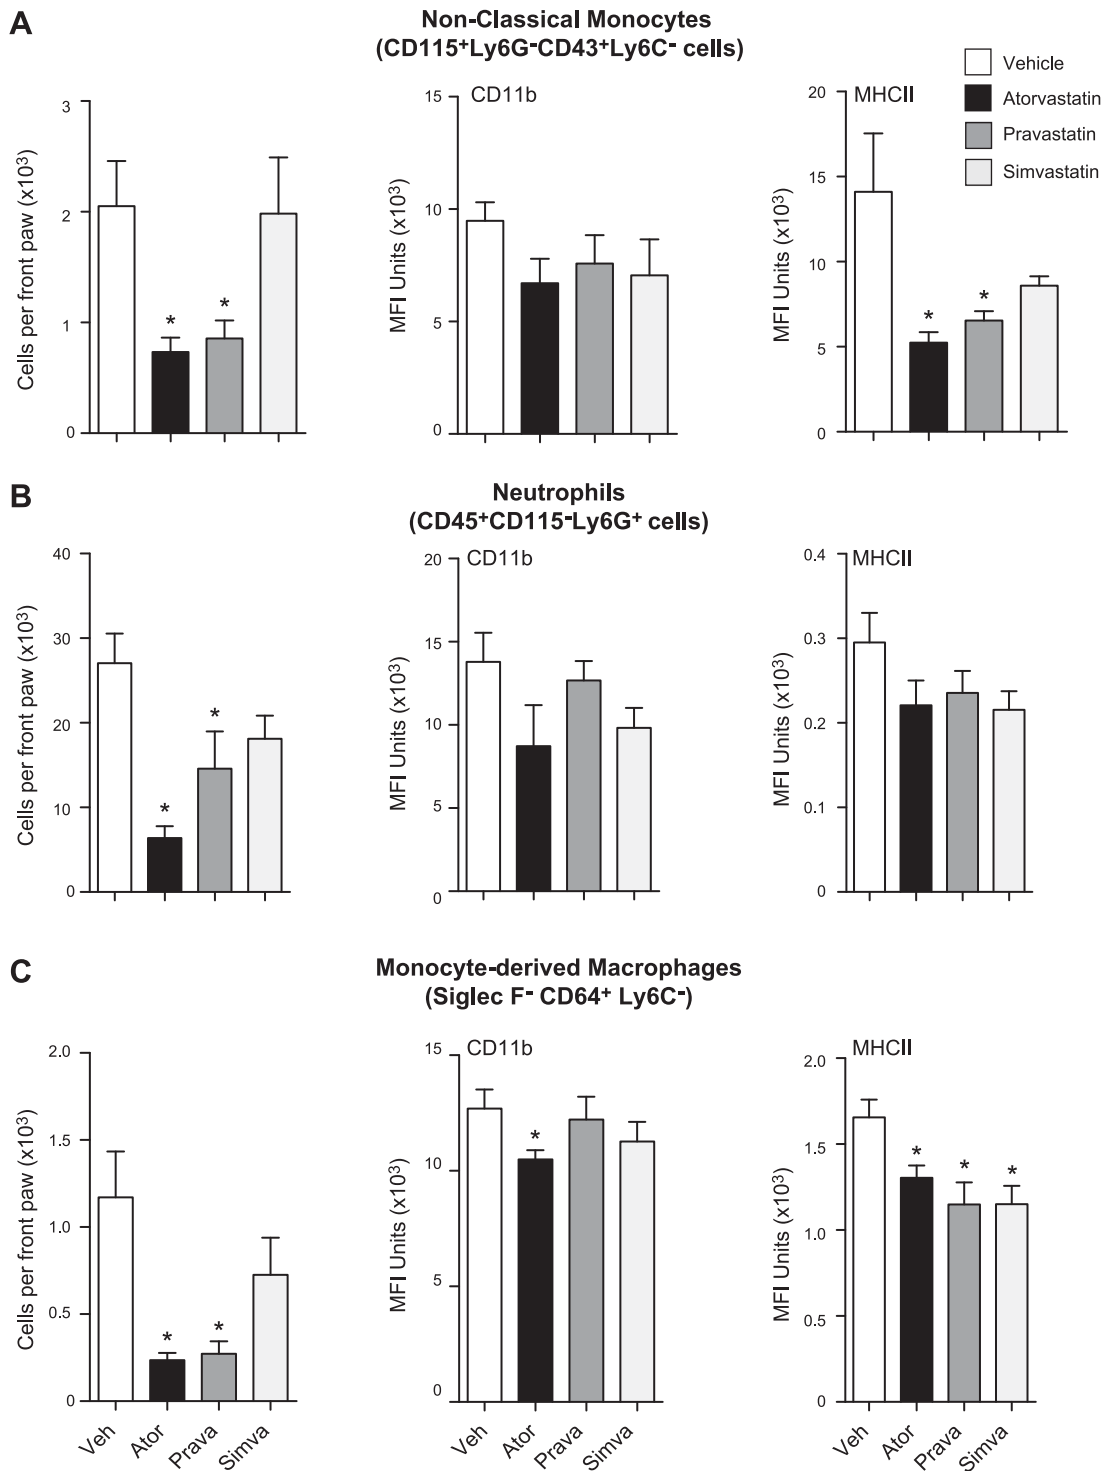 A
Non-Classical Monocytes
(CD115+Ly6G-CD43+Ly6C- cells)
Vehicle
Atorvastatin
Pravastatin
Simvastatin
Cells per front paw (x10³)
3
2
1
0
* *
CD11b
MFI Units (x10³)
15
10
5
0
MHCII
MFI Units (x10³)
20
15
10
5
0
* *
B
Neutrophils
(CD45+CD115-Ly6G+ cells)
Cells per front paw (x10³)
40
30
20
10
0
* *
CD11b
MFI Units (x10³)
20
15
10
5
0
MHCII
MFI Units (x10³)
0.4
0.3
0.2
0.1
0
C
Monocyte-derived Macrophages
(Siglec F- CD64+ Ly6C-)
Cells per front paw (x10³)
2.0
1.5
1.0
0.5
0
* *
Veh Ator Prava Simva
CD11b
MFI Units (x10³)
15
10
5
0
*
Veh Ator Prava Simva
MHCII
MFI Units (x10³)
2.0
1.5
1.0
0.5
0
* * *
Veh Ator Prava Simva